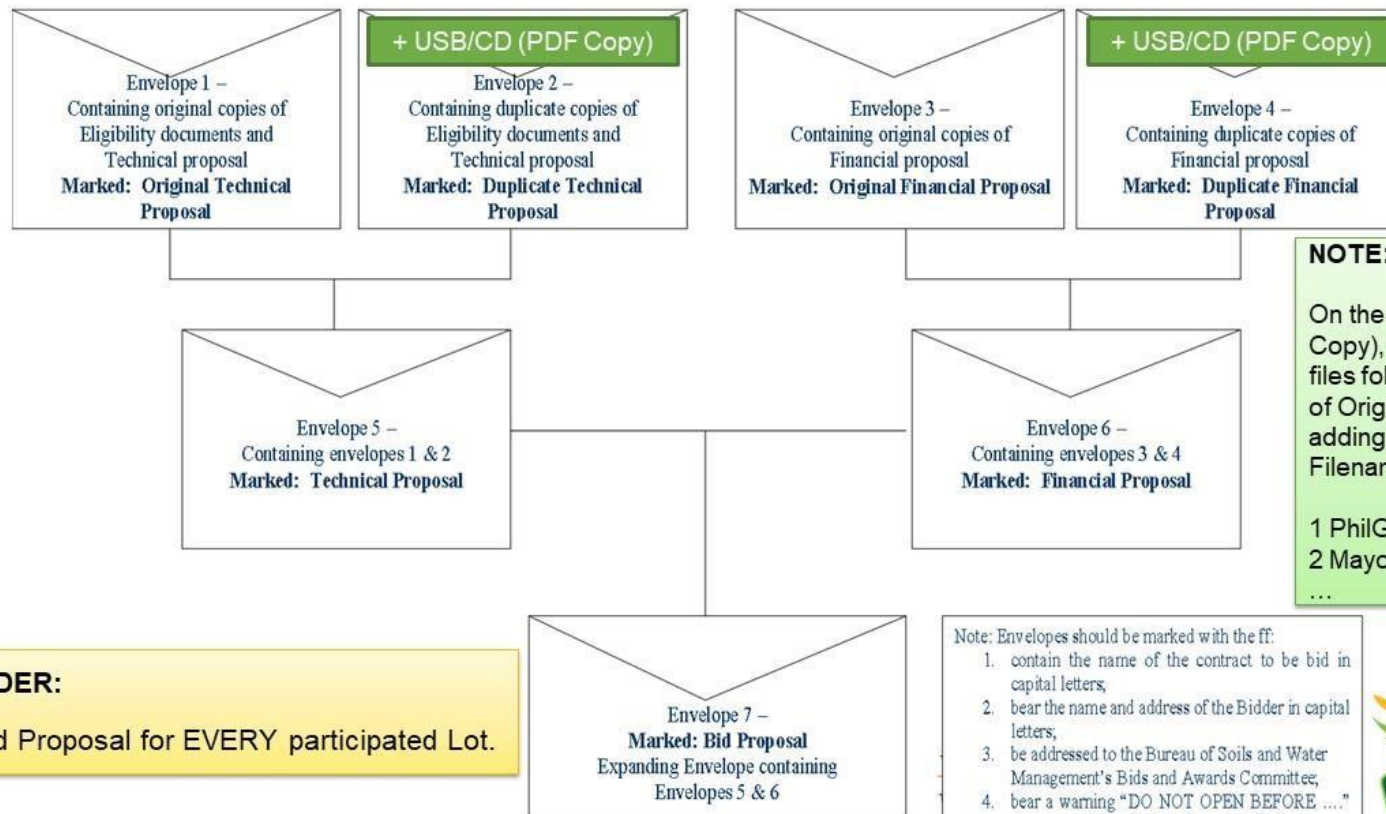 + USB/CD (PDF Copy)
Envelope 1 –
Containing original copies of
Eligibility documents and
Technical proposal
Marked: Original Technical
Proposal
Envelope 2 –
Containing duplicate copies of
Eligibility documents and
Technical proposal
Marked: Duplicate Technical
Proposal
Envelope 3 –
Containing original copies of
Financial proposal
Marked: Original Financial Proposal
+ USB/CD (PDF Copy)
Envelope 4 –
Containing duplicate copies of
Financial proposal
Marked: Duplicate Financial
Proposal
NOTE:
On the
Copy),
files fol
of Orig
adding
Filenar
1 PhilG
2 Mayo
...
Envelope 5 –
Containing envelopes 1 & 2
Marked: Technical Proposal
Envelope 6 –
Containing envelopes 3 & 4
Marked: Financial Proposal
DER:
d Proposal for EVERY participated Lot.
Envelope 7 –
Marked: Bid Proposal
Expanding Envelope containing
Envelopes 5 & 6
Note: Envelopes should be marked with the ff:
1. contain the name of the contract to be bid in
capital letters;
2. bear the name and address of the Bidder in capital
letters;
3. be addressed to the Bureau of Soils and Water
Management's Bids and Awards Committee;
4. bear a warning "DO NOT OPEN BEFORE ...."